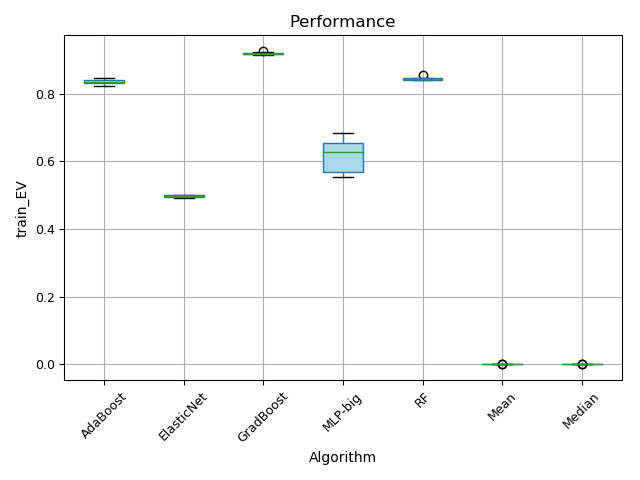 Performance
train_EV
0.8
0.6
0.4
0.2
0.0
AdaBoost
ElasticNet
GradBoost
MLP-big
RF
Mean
Median
Algorithm